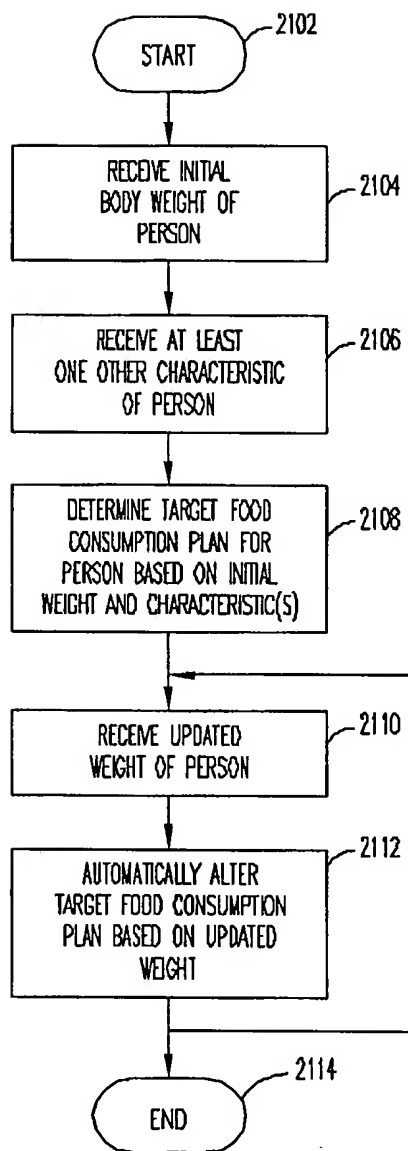 2102
START
RECEIVE INITIAL
BODY WEIGHT OF
PERSON
2104
RECEIVE AT LEAST
ONE OTHER CHARACTERISTIC
OF PERSON
2106
DETERMINE TARGET FOOD
CONSUMPTION PLAN FOR
PERSON BASED ON INITIAL
WEIGHT AND CHARACTERISTIC(S)
2108
RECEIVE UPDATED
WEIGHT OF PERSON
2110
AUTOMATICALLY ALTER
TARGET FOOD CONSUMPTION
PLAN BASED ON UPDATED
WEIGHT
2112
2114
END